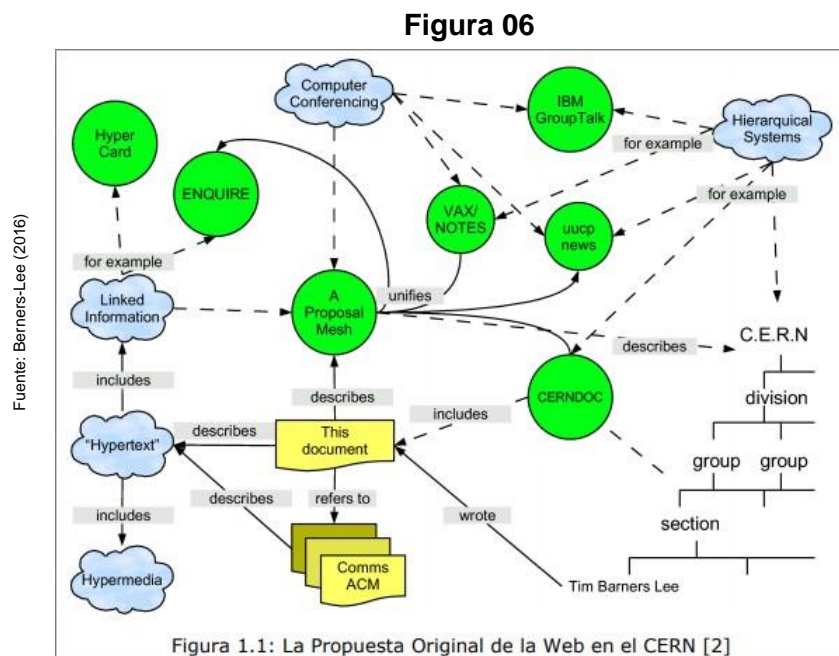 Figura 06
Fuente: Berners-Lee (2016)
Computer
Conferencing
IBM
GroupTalk
Hierarquical
Systems
Hyper
Card
ENQUIRE
for example
VAX/
NOTES
uucp
news
for example
for example
Linked
Information
A
Proposal
Mesh
unifies
C.E.R.N
describes
includes
describes
CERNDOC
division
includes
"Hypertext"
describes
This
document
group
group
describes
refers to
wrote
section
includes
Hypermedia
Comms
ACM
Tim Barners Lee
Figura 1.1: La Propuesta Original de la Web en el CERN [2]